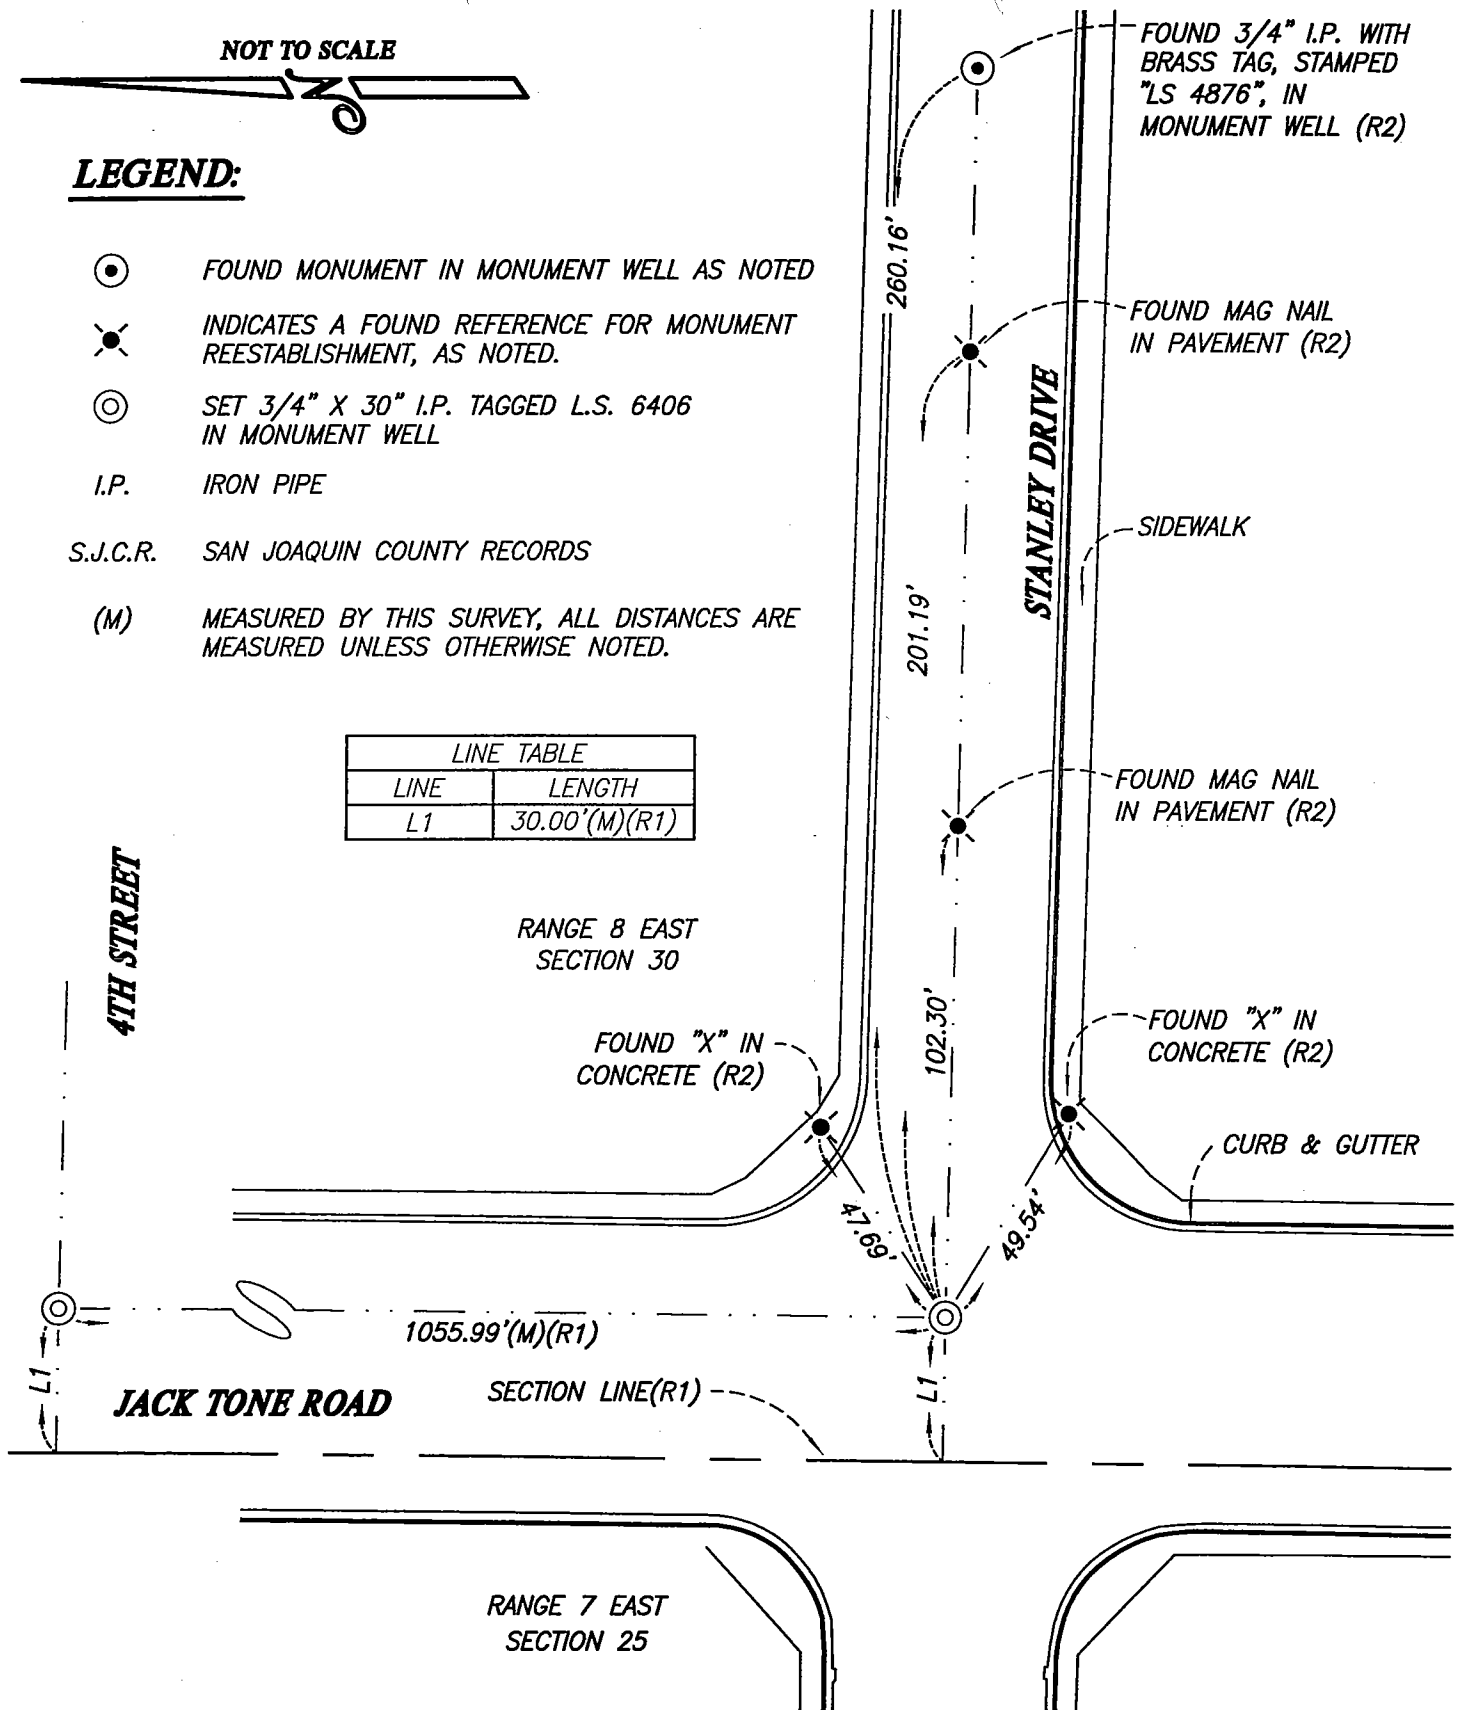 NOT TO SCALE
N
LEGEND:
FOUND MONUMENT IN MONUMENT WELL AS NOTED
INDICATES A FOUND REFERENCE FOR MONUMENT
REESTABLISHMENT, AS NOTED.
SET 3/4" X 30" I.P. TAGGED L.S. 6406
IN MONUMENT WELL
I.P. IRON PIPE
S.J.C.R. SAN JOAQUIN COUNTY RECORDS
(M) MEASURED BY THIS SURVEY, ALL DISTANCES ARE
MEASURED UNLESS OTHERWISE NOTED.
FOUND 3/4" I.P. WITH
BRASS TAG, STAMPED
"LS 4876", IN
MONUMENT WELL (R2)
260.16'
FOUND MAG NAIL
IN PAVEMENT (R2)
STANLEY DRIVE
SIDEWALK
201.19'
LINE TABLE
LINE LENGTH
L1 30.00'(M)(R1)
FOUND MAG NAIL
IN PAVEMENT (R2)
4TH STREET
RANGE 8 EAST
SECTION 30
102.30'
FOUND "X" IN
CONCRETE (R2)
FOUND "X" IN
CONCRETE (R2)
CURB & GUTTER
47.69'
49.54'
1055.99'(M)(R1)
L1
L1
JACK TONE ROAD
SECTION LINE(R1)
RANGE 7 EAST
SECTION 25